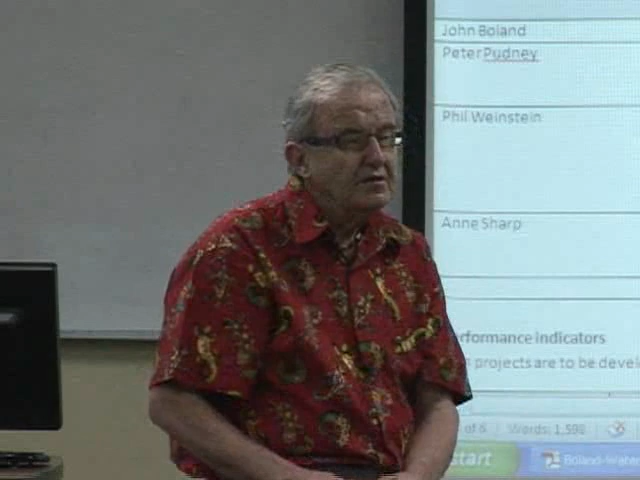 John Boland
Peter Pudney
Phil Weinstein
Anne Sharp
rformance indicators
projects are to be devel
of 6
Words: 1,598
start
Boland-Water